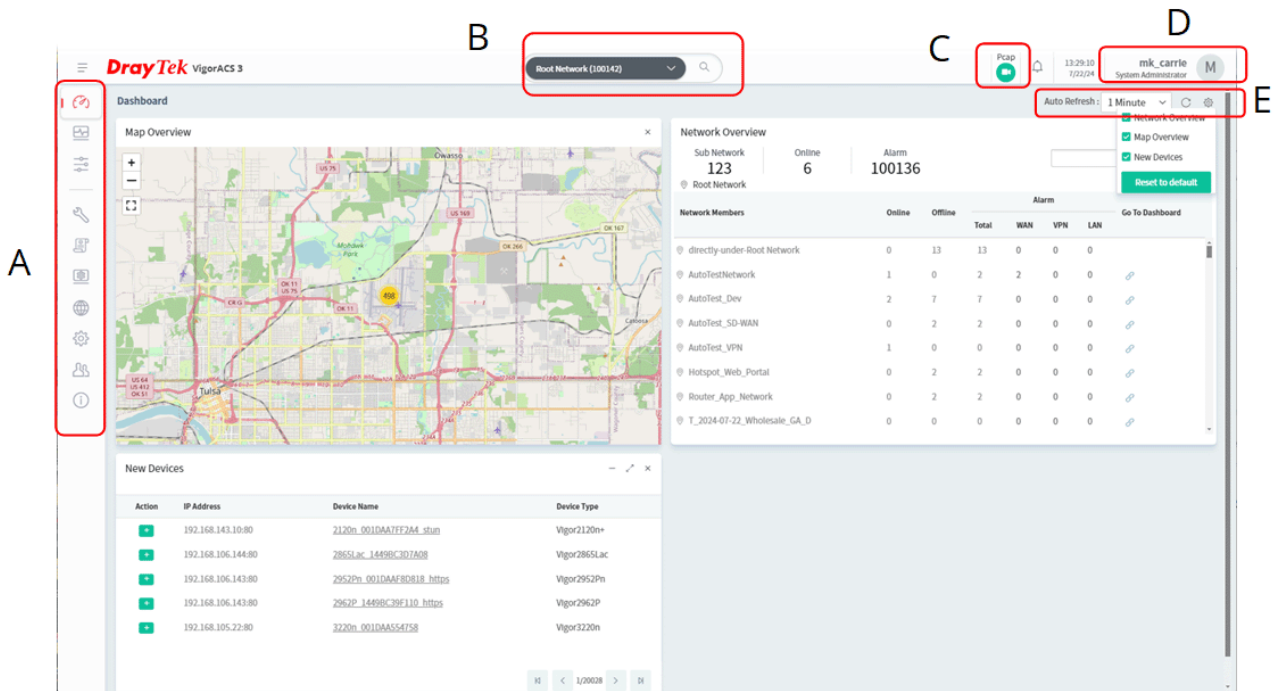 B
D
C
DrayTek VigorACS 3
Root Network (100142)
Pcap
13:29:10
7/22/24
mk_carrie
System Administrator
M
A
E
Dashboard
Auto Refresh : 1 Minute
Network Overview
Map Overview
New Devices
Reset to default
Map Overview
Owasso
US 75
US 169
OK 167
Mohawk
Park
OK 266
OK 11
US 75
498
CR G
OK 11
Catoosa
US 64
US 412
OK 51
Tulsa
244
Network Overview
Sub Network Online Alarm
123 6 100136
Root Network
Network Members Online Offline Alarm Go To Dashboard
Total WAN VPN LAN
directly-under-Root Network 0 13 13 0 0 0
AutoTestNetwork 1 0 2 2 0 0
AutoTest_Dev 2 7 7 0 0 0
AutoTest_SD-WAN 0 2 2 0 0 0
AutoTest_VPN 1 0 0 0 0 0
Hotspot_Web_Portal 0 2 2 0 0 0
Router_App_Network 0 2 2 0 0 0
T_2024-07-22_Wholesale_GA_D 0 0 0 0 0 0
New Devices
Action IP Address Device Name Device Type
192.168.143.10:80 2120n_001DAA7FF2A4_stun Vigor2120n+
192.168.106.144:80 2865Lac_1449BC3D7A08 Vigor2865Lac
192.168.106.143:80 2952Pn_001DAAF8D818_https Vigor2952Pn
192.168.106.143:80 2962P_1449BC39F110_https Vigor2962P
192.168.105.22:80 3220n_001DAA554758 Vigor3220n
1/20028